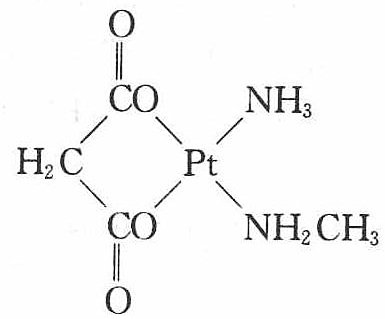 O
CO NH₃
H₂C Pt
CO NH₂CH₃
O